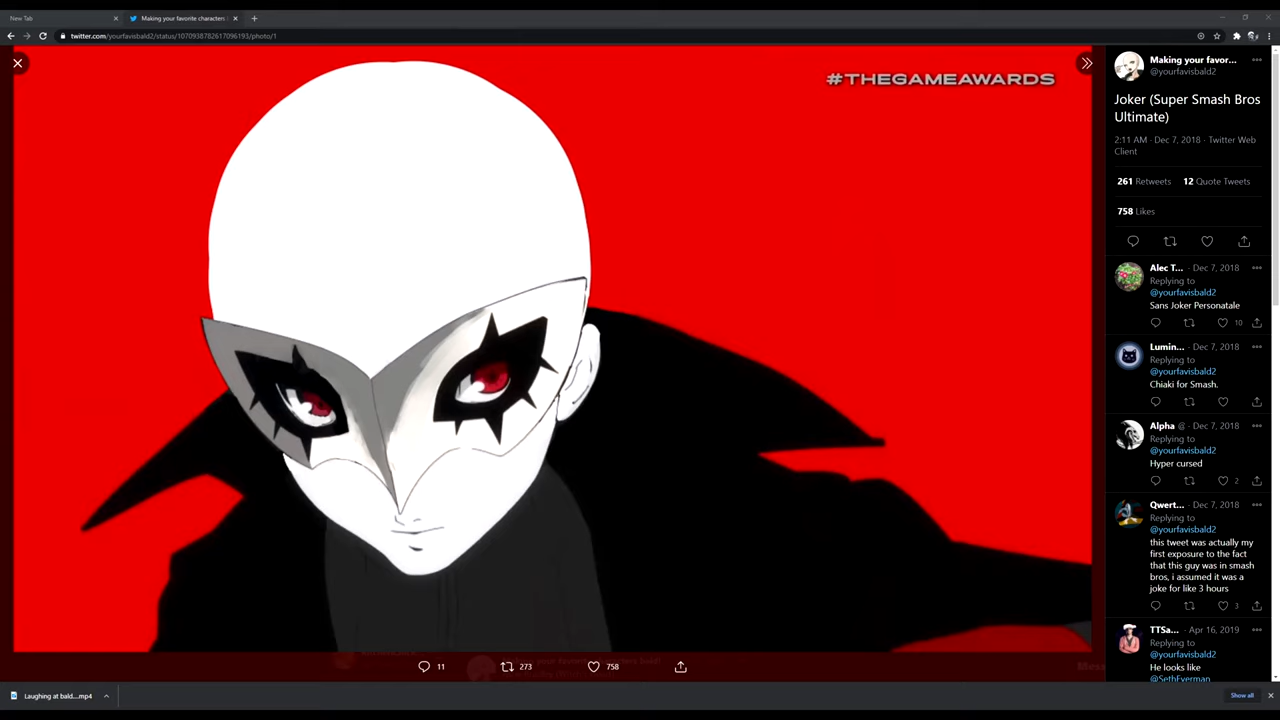 New Tab
Making your favorite characters
twitter.com/yourfavisbald2/status/1070938782617096193/photo/1
#THEGAMEAWARDS
Making your favor...
@yourfavisbald2
Joker (Super Smash Bros
Ultimate)
2:11 AM · Dec 7, 2018 · Twitter Web
Client
261 Retweets 12 Quote Tweets
758 Likes
Alec T... · Dec 7, 2018
Replying to
@yourfavisbald2
Sans Joker Personatale
10
Lumin... · Dec 7, 2018
Replying to
@yourfavisbald2
Chiaki for Smash.
Alpha @ · Dec 7, 2018
Replying to
@yourfavisbald2
Hyper cursed
2
Qwert... · Dec 7, 2018
Replying to
@yourfavisbald2
this tweet was actually my
first exposure to the fact
that this guy was in smash
bros, i assumed it was a
joke for like 3 hours
3
TTSa... · Apr 16, 2019
Replying to
@yourfavisbald2
He looks like
@SethEverman
11 273 758
Laughing at bald....mp4
Show all